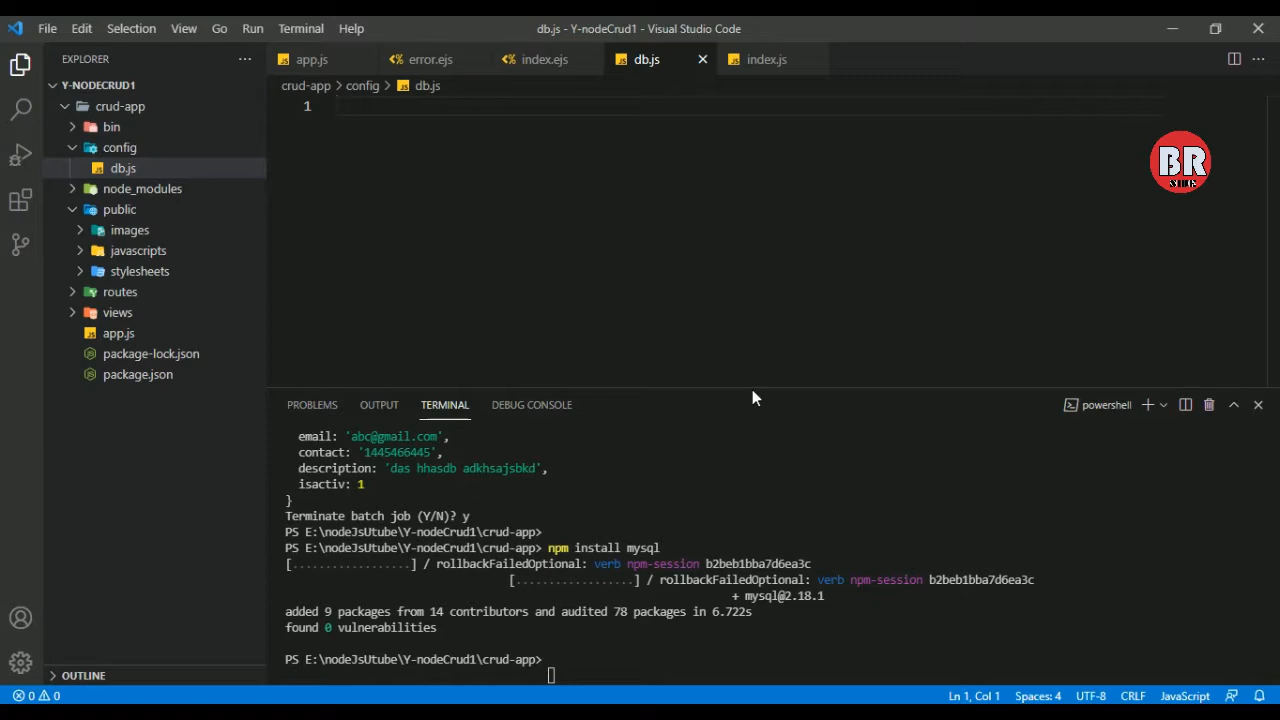 File Edit Selection View Go Run Terminal Help
db.js - Y-nodeCrud1 - Visual Studio Code
EXPLORER
app.js
error.ejs
index.ejs
db.js
index.js
Y-NODECRUD1
crud-app > config > db.js
1
crud-app
bin
config
db.js
node_modules
public
images
javascripts
stylesheets
routes
views
app.js
package-lock.json
package.json
BR
PROBLEMS OUTPUT TERMINAL DEBUG CONSOLE
powershell
email: 'abc@gmail.com',
contact: '1445466445',
description: 'das hhasdb adkhsajsbkd',
isactiv: 1
}
Terminate batch job (Y/N)? y
PS E:\nodeJsUtube\Y-nodeCrud1\crud-app>
PS E:\nodeJsUtube\Y-nodeCrud1\crud-app> npm install mysql
[..................] / rollbackFailedOptional: verb npm-session b2beb1bba7d6ea3c
[..................] / rollbackFailedOptional: verb npm-session b2beb1bba7d6ea3c
+ mysql@2.18.1
added 9 packages from 14 contributors and audited 78 packages in 6.722s
found 0 vulnerabilities
PS E:\nodeJsUtube\Y-nodeCrud1\crud-app>
OUTLINE
0 0
Ln 1, Col 1 Spaces: 4 UTF-8 CRLF JavaScript